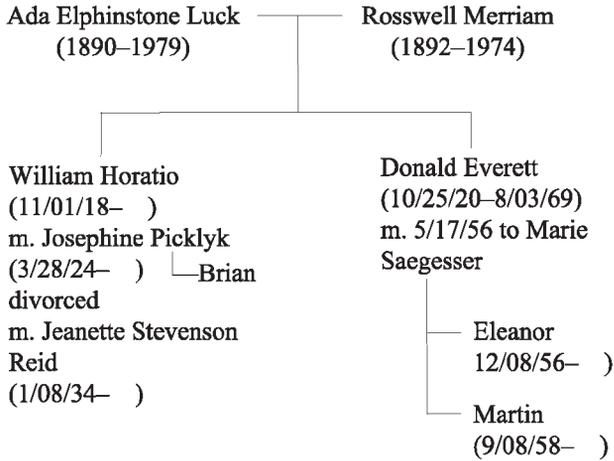 Ada Elphinstone Luck
(1890–1979)
Rosswell Merriam
(1892–1974)
William Horatio
(11/01/18–    )
m. Josephine Picklyk
(3/28/24–    )
Brian
divorced
m. Jeanette Stevenson
Reid
(1/08/34–    )
Donald Everett
(10/25/20–8/03/69)
m. 5/17/56 to Marie
Saegesser
Eleanor
12/08/56–    )
Martin
(9/08/58–    )